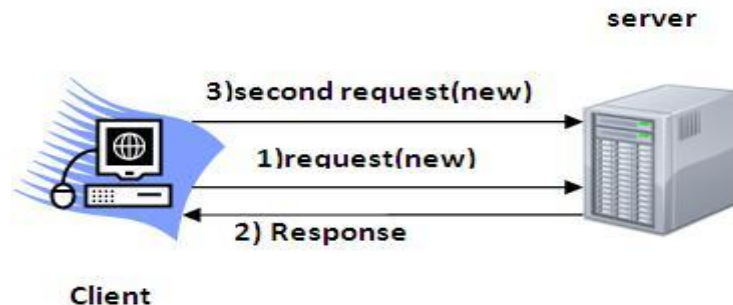 server
3)second request(new)
1)request(new)
2) Response
Client